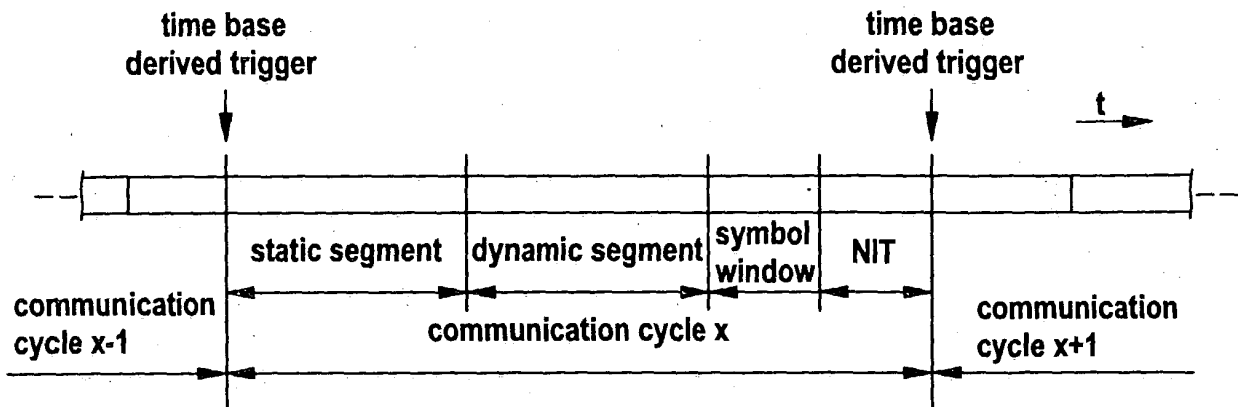 time base
derived trigger
time base
derived trigger
t
static segment
dynamic segment
symbol
window
NIT
communication
cycle x-1
communication cycle x
communication
cycle x+1